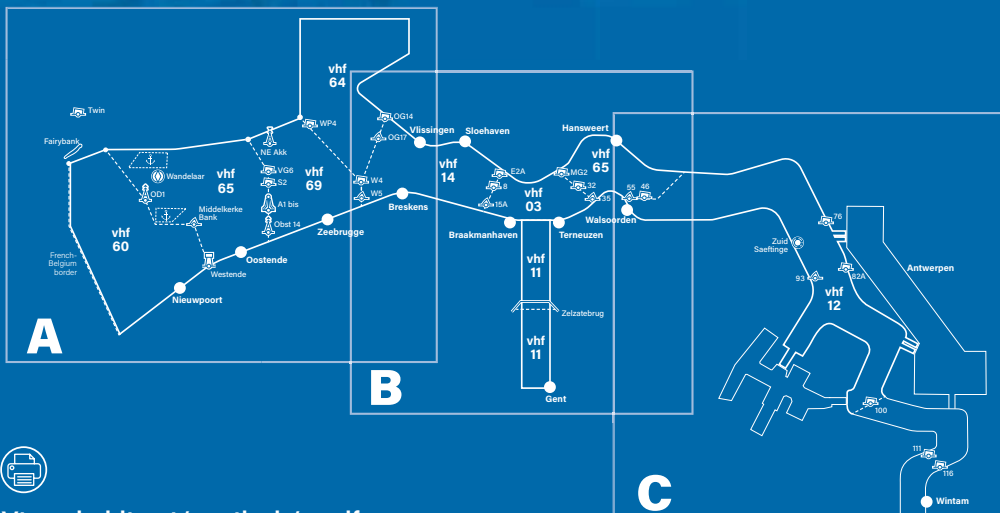 Twin
Fairybank
OD1
Wandelaar
Middelkerke
Bank
vhf
60
French-
Belgium
border
Westende
Nieuwpoort
Oostende
vhf
65
NE Akk
VG6
S2
A1 bis
Obst 14
Zeebrugge
vhf
69
WP4
vhf
64
OG14
OG17
W4
W5
A
Vlissingen
Sloehaven
vhf
14
Breskens
E2A
8
15A
vhf
03
Braakmanhaven
Terneuzen
vhf
11
Zelzatebrug
vhf
11
Gent
B
Hansweert
vhf
65
MG2
32
35
55
46
Walsoorden
76
Zuid
Saeftinge
93
82A
vhf
12
Antwerpen
100
111
116
Wintam
C